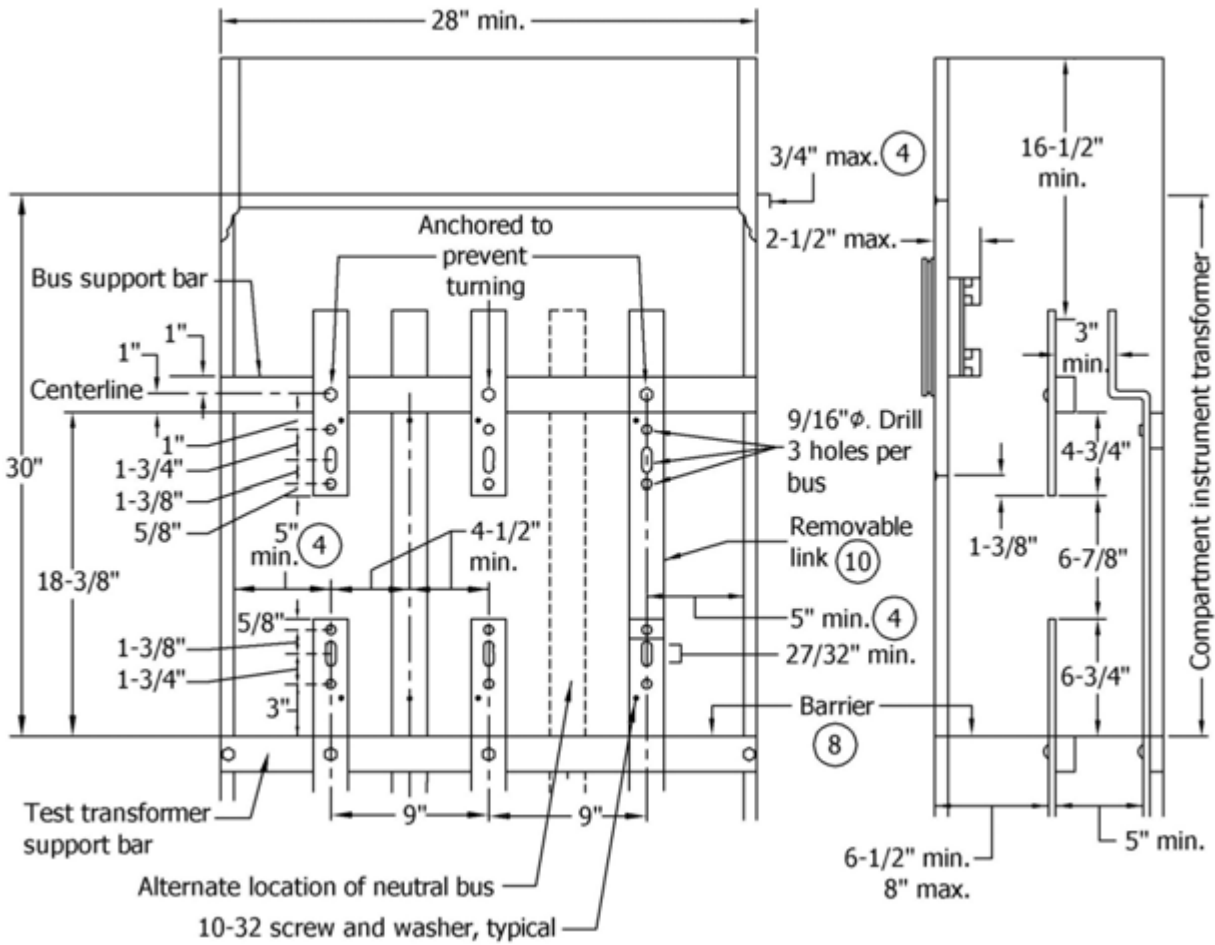 28" min.
3/4" max. 4
16-1/2"
min.
2-1/2" max.
Anchored to
prevent
turning
Bus support bar
1"
1"
Centerline
3"
min.
Compartment instrument transformer
9/16"⌀. Drill
3 holes per
bus
1"
1-3/4"
1-3/8"
5/8"
30"
4-3/4"
5"
min. 4
4-1/2"
min.
Removable
link 10
1-3/8"
6-7/8"
18-3/8"
5/8"
1-3/8"
1-3/4"
3"
5" min. 4
27/32" min.
6-3/4"
Barrier
8
9"
9"
Test transformer
support bar
5" min.
6-1/2" min.
8" max.
Alternate location of neutral bus
10-32 screw and washer, typical